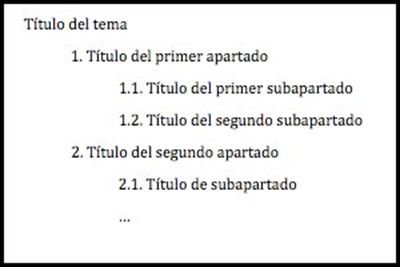 Título del tema
1. Título del primer apartado
1.1. Título del primer subapartado
1.2. Título del segundo subapartado
2. Título del segundo apartado
2.1. Título de subapartado
...